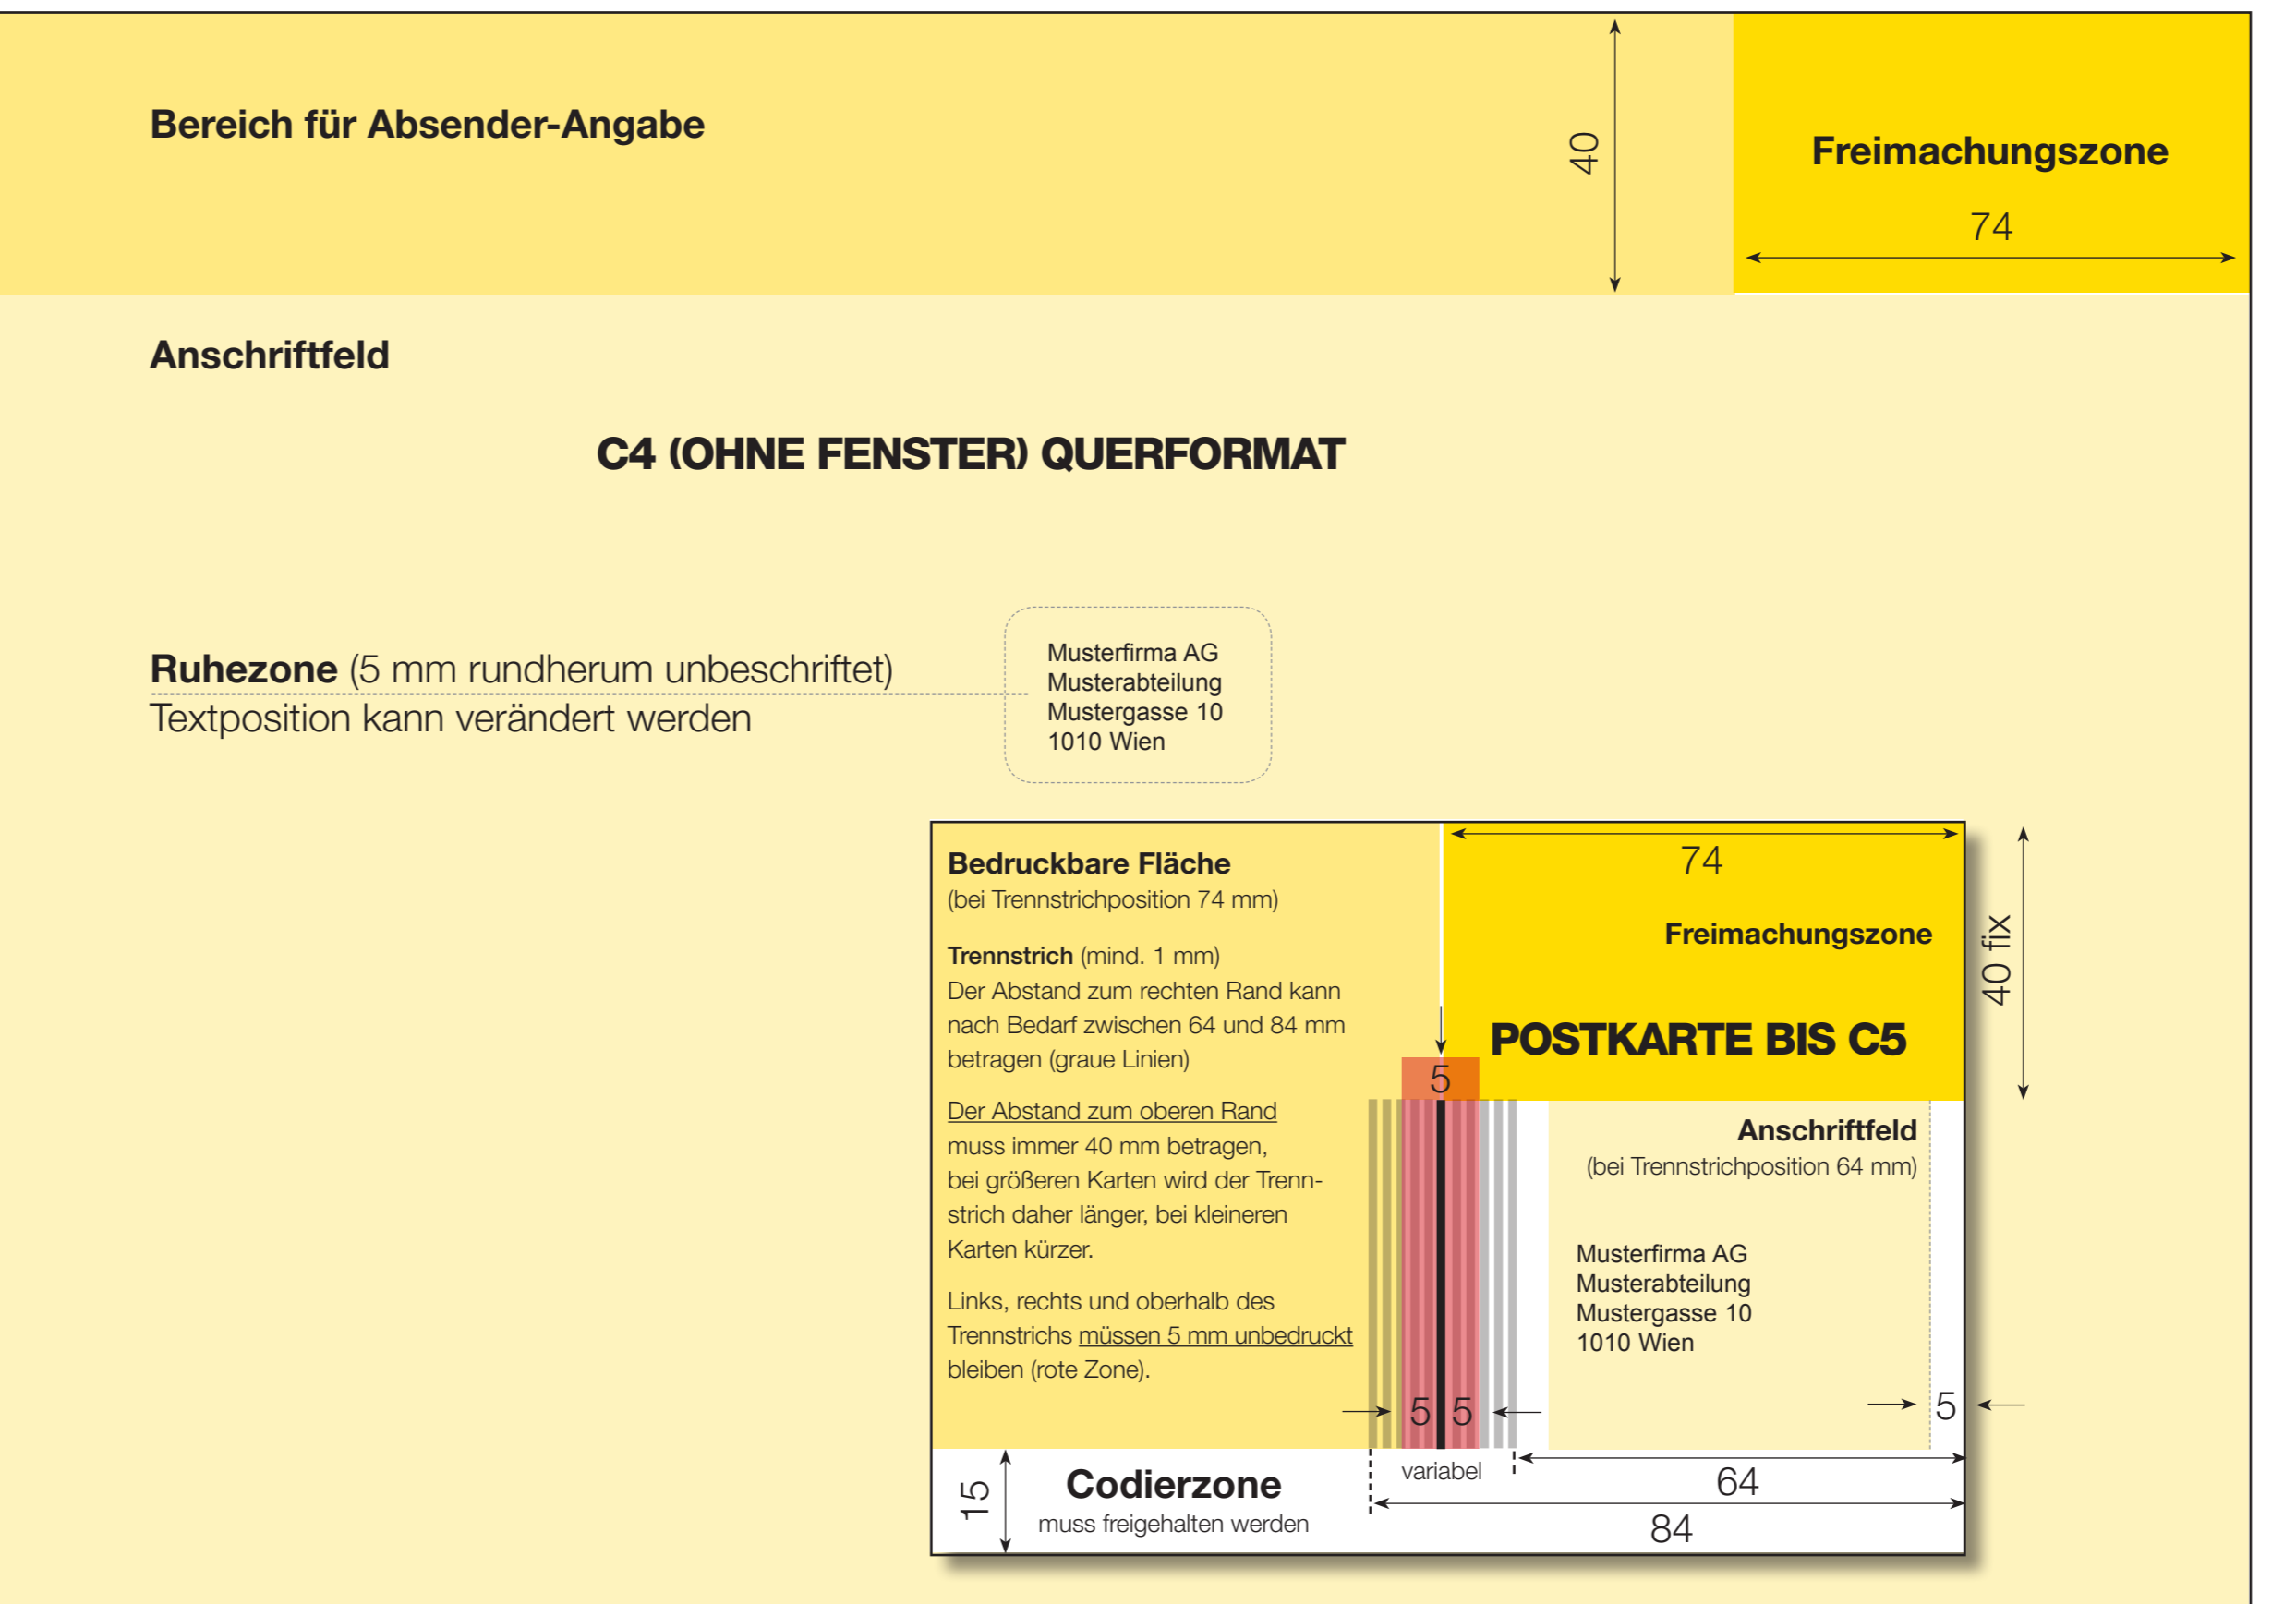 Bereich für Absender-Angabe
40
Freimachungszone
74
Anschriftfeld
C4 (OHNE FENSTER) QUERFORMAT
Ruhezone (5 mm rundherum unbeschriftet)
Textposition kann verändert werden
Musterfirma AG
Musterabteilung
Mustergasse 10
1010 Wien
Bedruckbare Fläche
(bei Trennstrichposition 74 mm)
Trennstrich (mind. 1 mm)
Der Abstand zum rechten Rand kann
nach Bedarf zwischen 64 und 84 mm
betragen (graue Linien)
Der Abstand zum oberen Rand
muss immer 40 mm betragen,
bei größeren Karten wird der Trenn-
strich daher länger, bei kleineren
Karten kürzer.
Links, rechts und oberhalb des
Trennstrichs müssen 5 mm unbedruckt
bleiben (rote Zone).
74
Freimachungszone
40 fix
POSTKARTE BIS C5
5
Anschriftfeld
(bei Trennstrichposition 64 mm)
Musterfirma AG
Musterabteilung
Mustergasse 10
1010 Wien
5 5
5
15
Codierzone
muss freigehalten werden
variabel
64
84